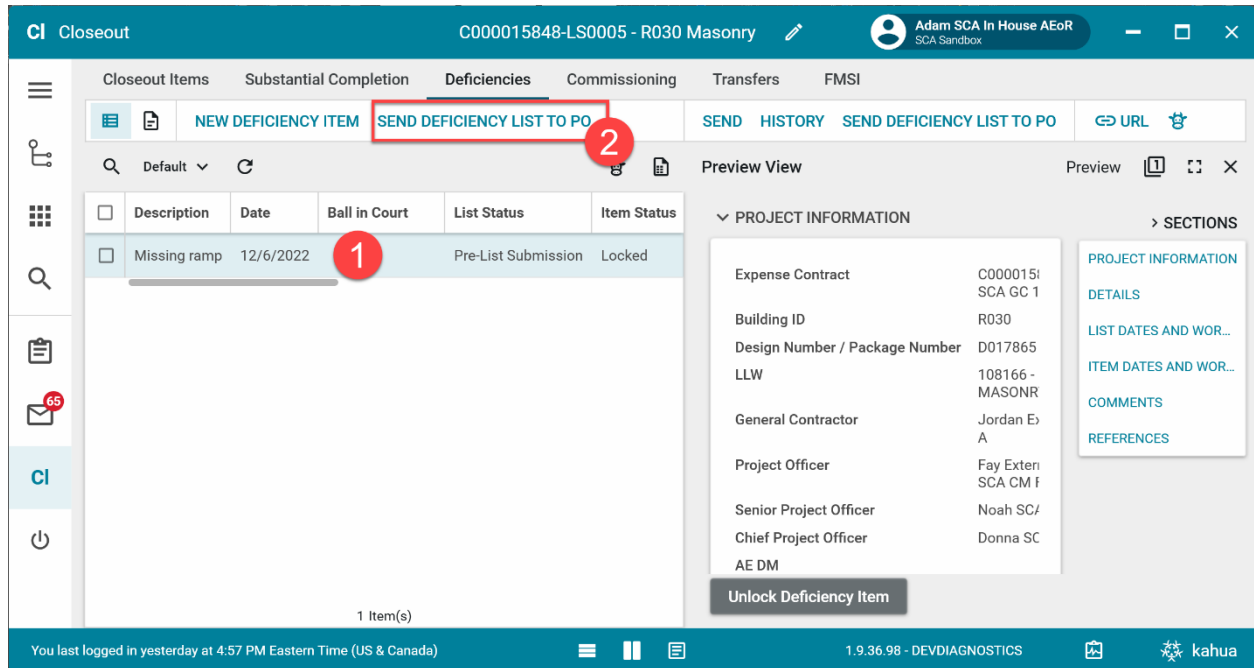 Cl Closeout C000015848-LS0005 - R030 Masonry Adam SCA In House AEoR
SCA Sandbox
Closeout Items Substantial Completion Deficiencies Commissioning Transfers FMSI
NEW DEFICIENCY ITEM SEND DEFICIENCY LIST TO PO SEND HISTORY SEND DEFICIENCY LIST TO PO URL
2
Default Preview View Preview 1
Description Date Ball in Court List Status Item Status
Missing ramp 12/6/2022 1 Pre-List Submission Locked
1 Item(s)
PROJECT INFORMATION
Expense Contract C0000158
SCA GC 1
Building ID R030
Design Number / Package Number D017865
LLW 108166 -
MASONR
General Contractor Jordan Ex
A
Project Officer Fay Extern
SCA CM F
Senior Project Officer Noah SCA
Chief Project Officer Donna SC
AE DM
Unlock Deficiency Item
> SECTIONS
PROJECT INFORMATION
DETAILS
LIST DATES AND WOR...
ITEM DATES AND WOR...
COMMENTS
REFERENCES
65
Cl
You last logged in yesterday at 4:57 PM Eastern Time (US & Canada) 1.9.36.98 - DEVDIAGNOSTICS kahua